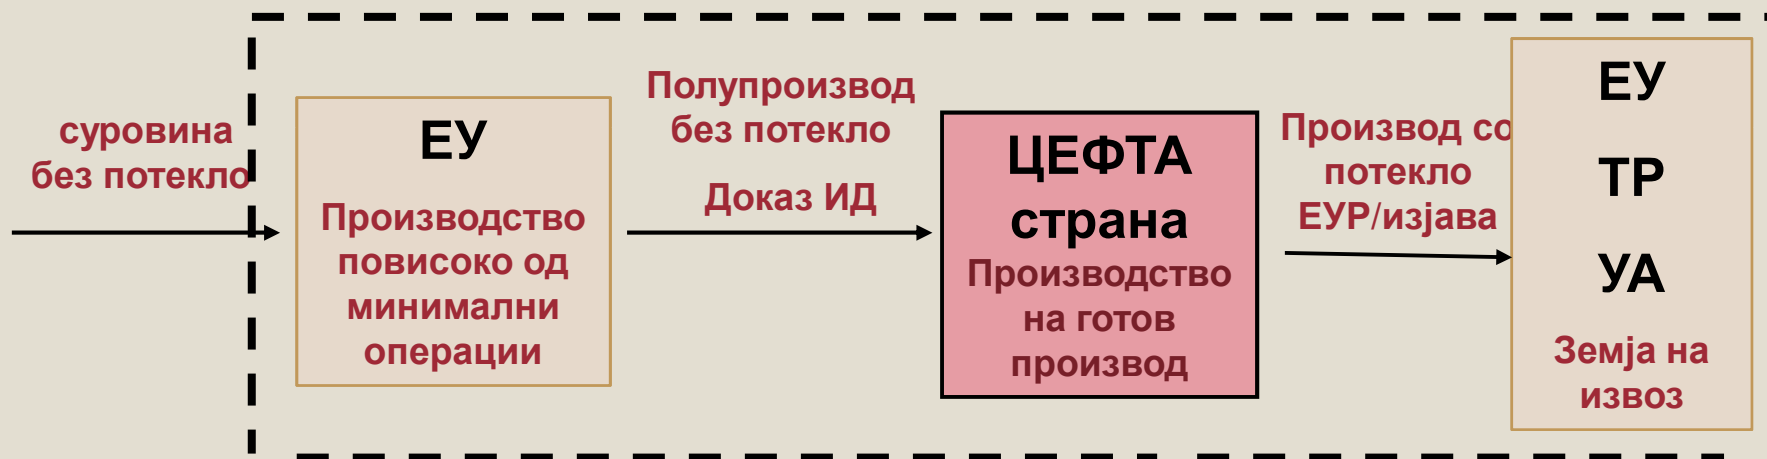 суровина
без потекло
ЕУ
Производство
повисоко од
минимални
операции
Полупроизвод
без потекло
Доказ ИД
ЦЕФТА
страна
Производство
на готов
производ
Производ со
потекло
ЕУР/изјава
ЕУ
ТР
УА
Земја на
извоз